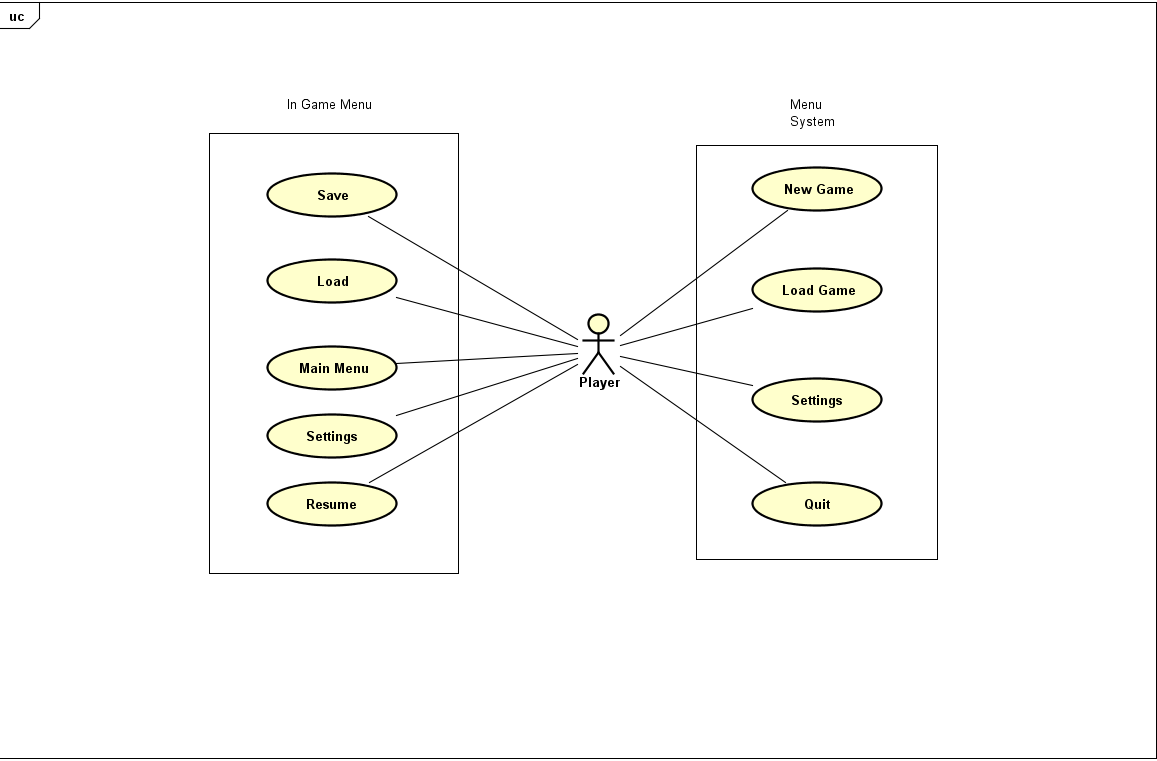 uc
In Game Menu
Save
Load
Main Menu
Settings
Resume
Player
Menu
System
New Game
Load Game
Settings
Quit